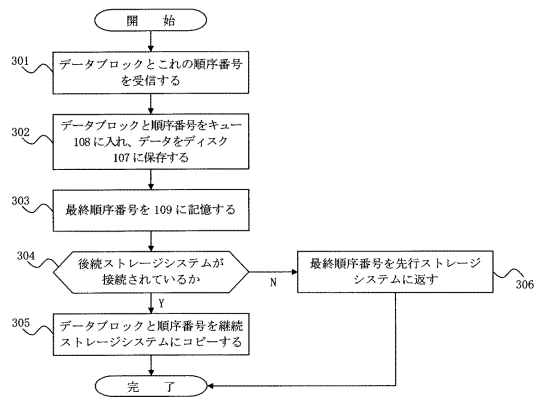 開 始
301
データブロックとこれの順序番号
を受信する
302
データブロックと順序番号をキュー
108に入れ、データをディスク
107に保存する
303
最終順序番号を109に記憶する
304
後続ストレージシステムが
接続されているか
N
最終順序番号を先行ストレージ
システムに返す
306
Y
305
データブロックと順序番号を継続
ストレージシステムにコピーする
完 了